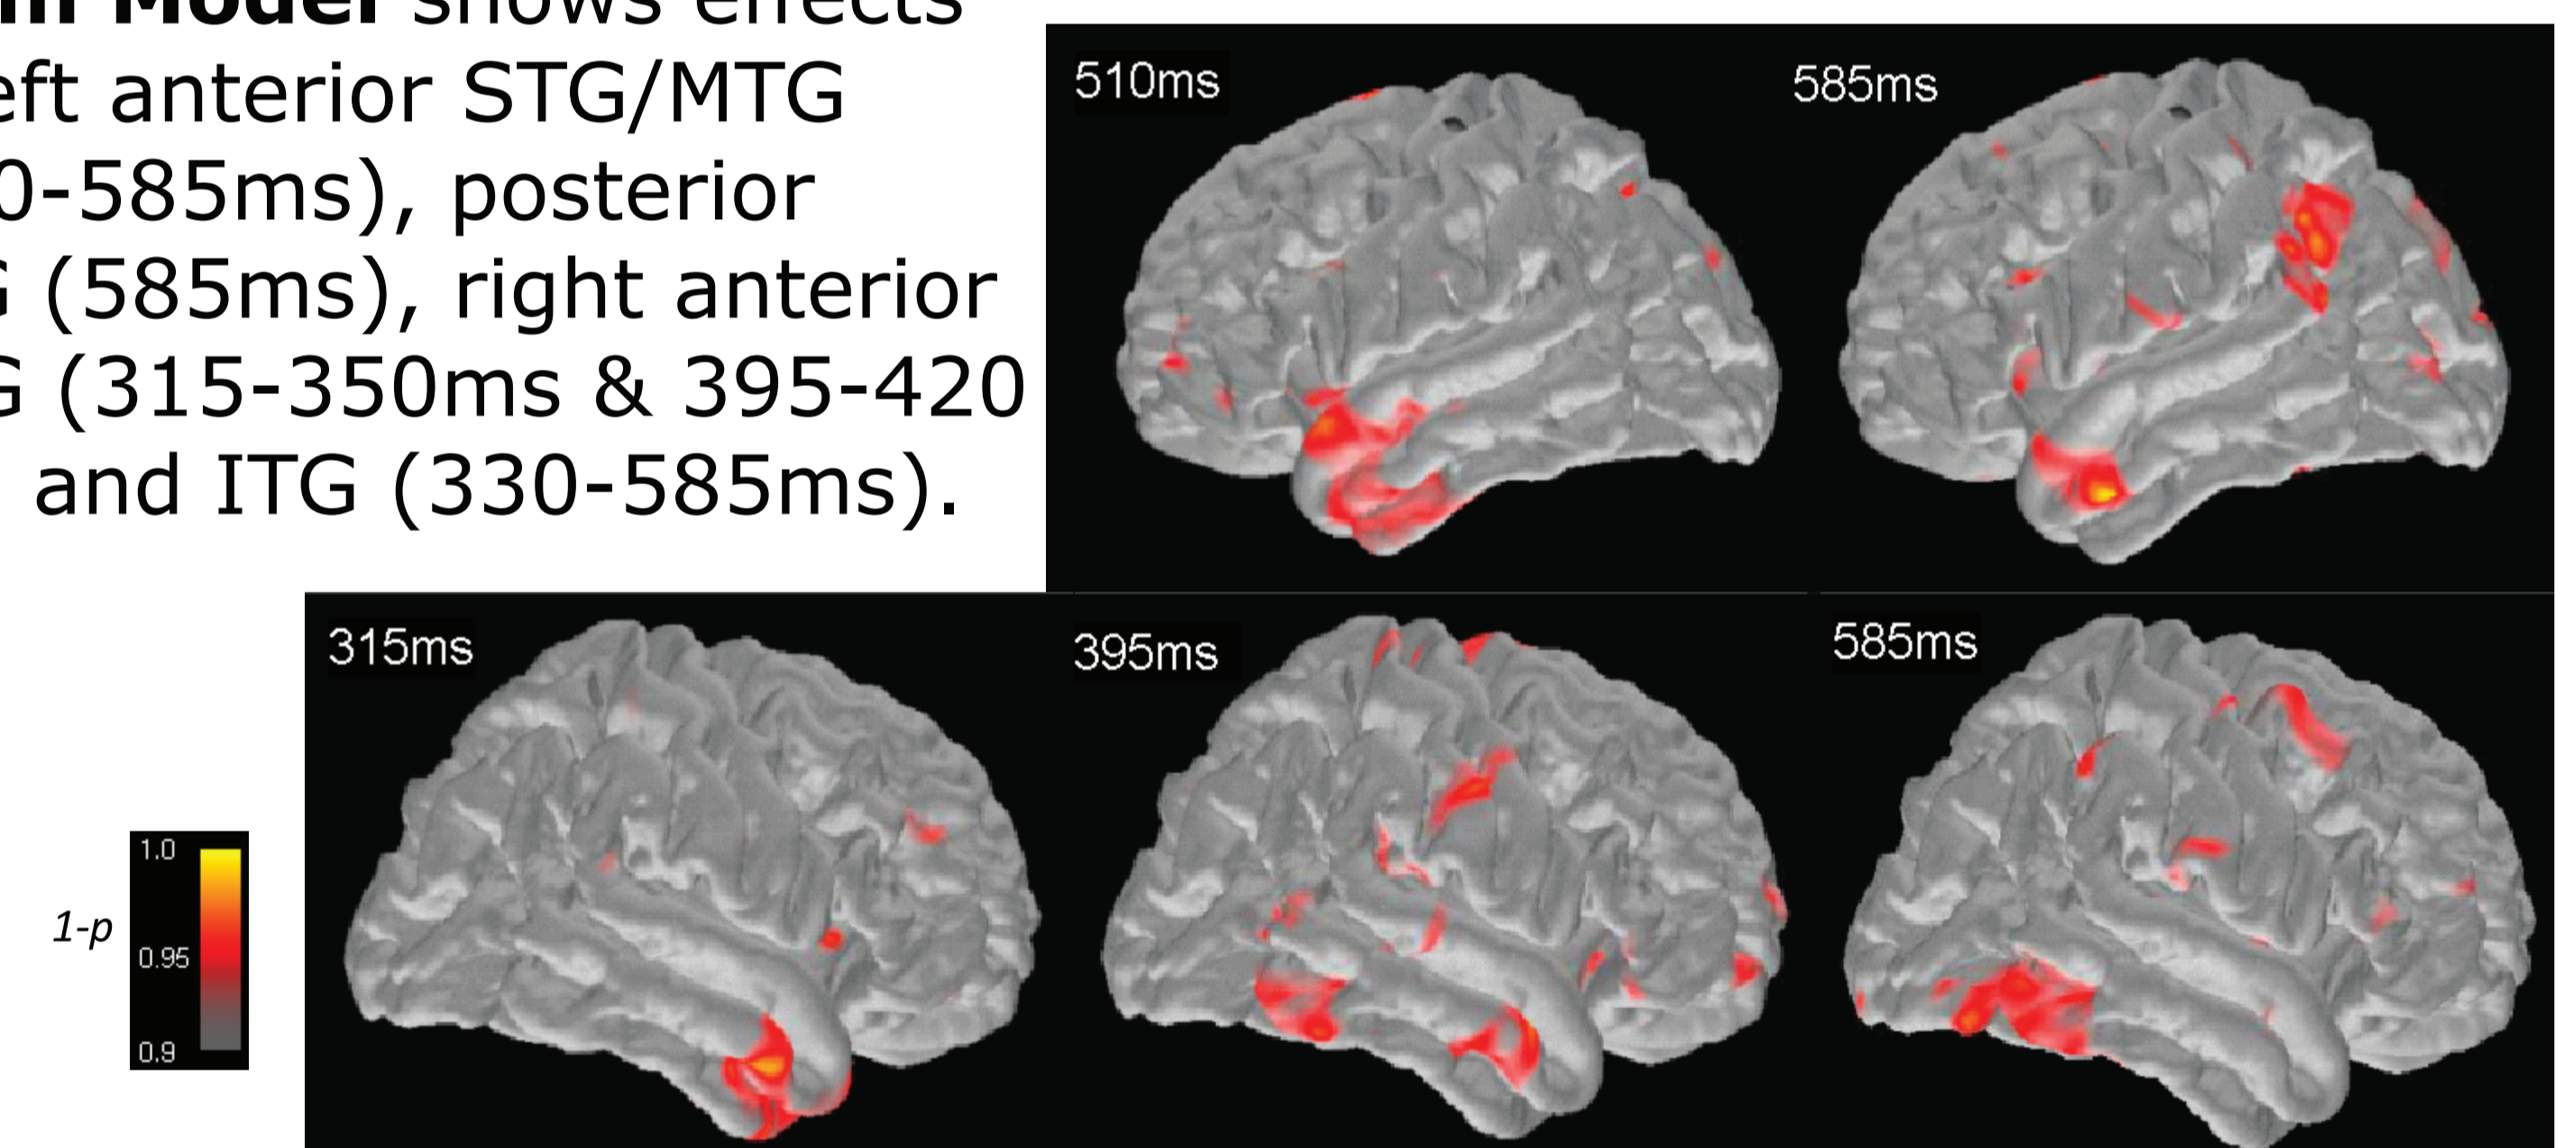 Model shows effects
anterior STG/MTG
0-585ms), posterior
(585ms), right anterior
(315-350ms & 395-420
and ITG (330-585ms).
510ms
585ms
315ms
395ms
585ms
1.0
1-p
0.95
0.9